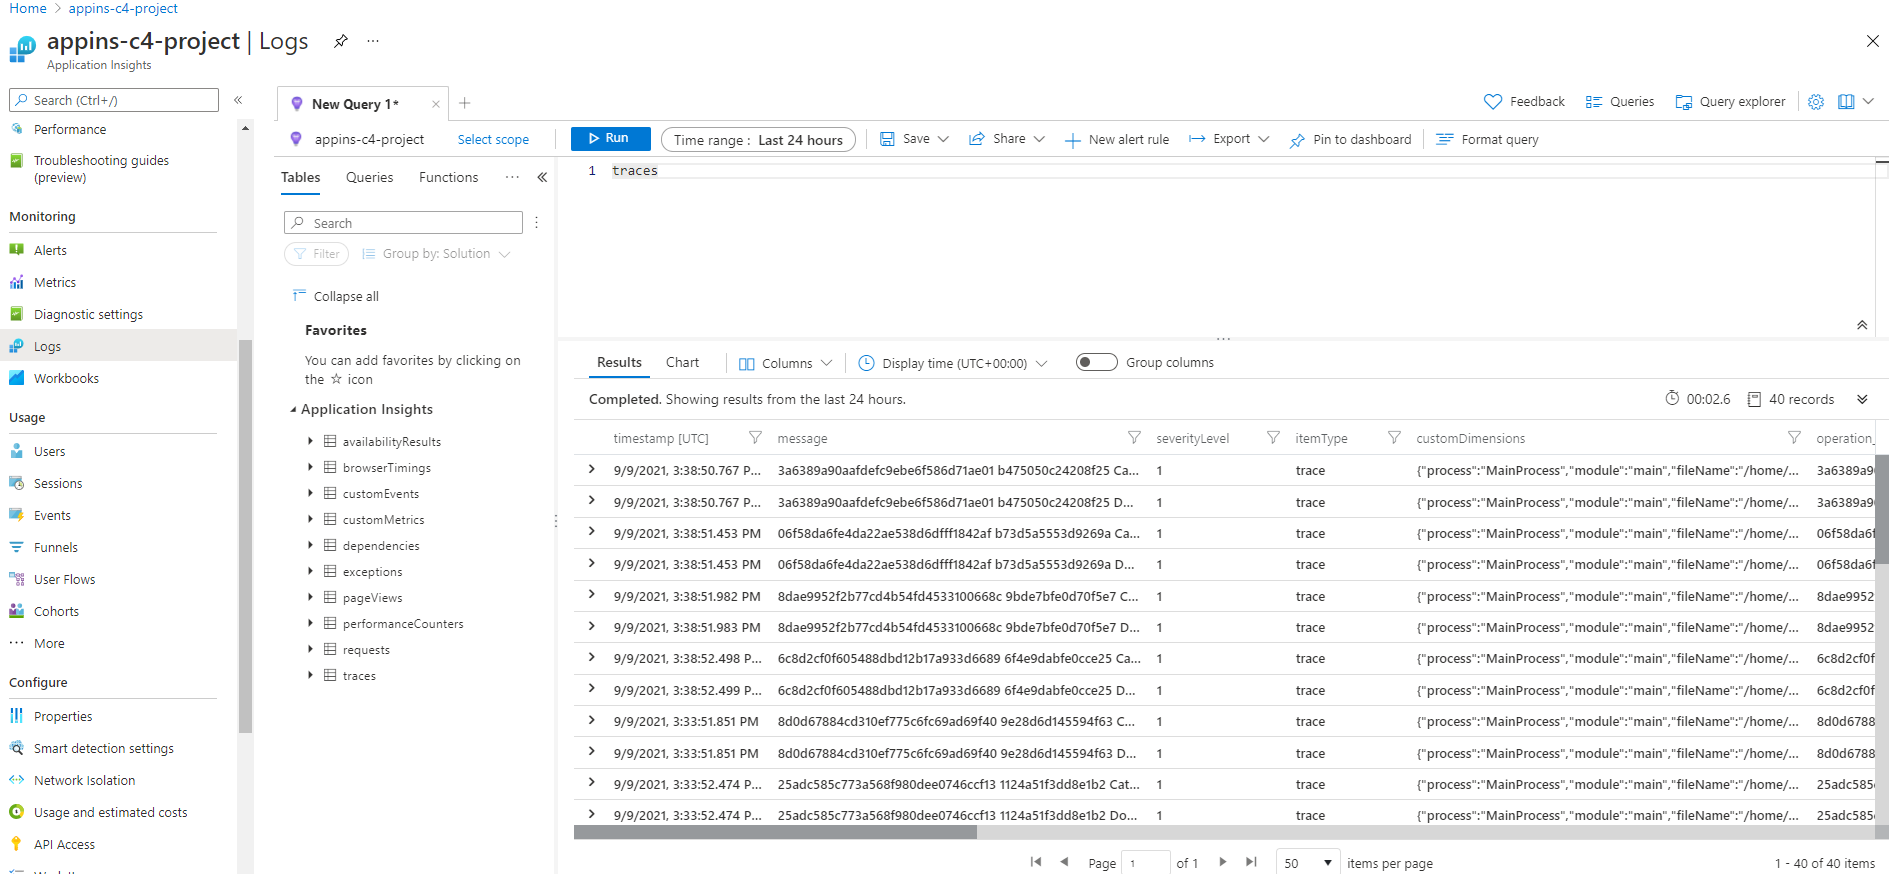 Home > appins-c4-project
appins-c4-project | Logs ...
Application Insights
Search (Ctrl+/)
Performance
Troubleshooting guides
(preview)
Monitoring
Alerts
Metrics
Diagnostic settings
Logs
Workbooks
Usage
Users
Sessions
Events
Funnels
User Flows
Cohorts
More
Configure
Properties
Smart detection settings
Network Isolation
Usage and estimated costs
API Access
New Query 1*
Feedback Queries Query explorer
appins-c4-project Select scope Run Time range : Last 24 hours Save Share New alert rule Export Pin to dashboard Format query
Tables Queries Functions ...
Search
Filter Group by: Solution
Collapse all
Favorites
You can add favorites by clicking on
the ☆ icon
Application Insights
availabilityResults
browserTimings
customEvents
customMetrics
dependencies
exceptions
pageViews
performanceCounters
requests
traces
1 traces
Results Chart Columns Display time (UTC+00:00) Group columns
Completed. Showing results from the last 24 hours. 00:02.6 40 records
timestamp [UTC] message severityLevel itemType customDimensions operation_
9/9/2021, 3:38:50.767 P... 3a6389a90aafdefc9ebe6f586d71ae01 b475050c24208f25 Ca... 1 trace {"process":"MainProcess","module":"main","fileName":"/home/... 3a6389a90
9/9/2021, 3:38:50.767 P... 3a6389a90aafdefc9ebe6f586d71ae01 b475050c24208f25 D... 1 trace {"process":"MainProcess","module":"main","fileName":"/home/... 3a6389a90
9/9/2021, 3:38:51.453 PM 06f58da6fe4da22ae538d6dfff1842af b73d5a5553d9269a Ca... 1 trace {"process":"MainProcess","module":"main","fileName":"/home/... 06f58da6f
9/9/2021, 3:38:51.453 PM 06f58da6fe4da22ae538d6dfff1842af b73d5a5553d9269a D... 1 trace {"process":"MainProcess","module":"main","fileName":"/home/... 06f58da6f
9/9/2021, 3:38:51.982 PM 8dae9952f2b77cd4b54fd4533100668c 9bde7bfe0d70f5e7 C... 1 trace {"process":"MainProcess","module":"main","fileName":"/home/... 8dae9952
9/9/2021, 3:38:51.983 PM 8dae9952f2b77cd4b54fd4533100668c 9bde7bfe0d70f5e7 D... 1 trace {"process":"MainProcess","module":"main","fileName":"/home/... 8dae9952
9/9/2021, 3:38:52.498 P... 6c8d2cf0f605488dbd12b17a933d6689 6f4e9dabfe0cce25 Ca... 1 trace {"process":"MainProcess","module":"main","fileName":"/home/... 6c8d2cf0f
9/9/2021, 3:38:52.499 P... 6c8d2cf0f605488dbd12b17a933d6689 6f4e9dabfe0cce25 D... 1 trace {"process":"MainProcess","module":"main","fileName":"/home/... 6c8d2cf0f
9/9/2021, 3:33:51.851 PM 8d0d67884cd310ef775c6fc69ad69f40 9e28d6d145594f63 C... 1 trace {"process":"MainProcess","module":"main","fileName":"/home/... 8d0d6788
9/9/2021, 3:33:51.851 PM 8d0d67884cd310ef775c6fc69ad69f40 9e28d6d145594f63 D... 1 trace {"process":"MainProcess","module":"main","fileName":"/home/... 8d0d6788
9/9/2021, 3:33:52.474 P... 25adc585c773a568f980dee0746ccf13 1124a51f3dd8e1b2 Cat... 1 trace {"process":"MainProcess","module":"main","fileName":"/home/... 25adc585
9/9/2021, 3:33:52.474 P... 25adc585c773a568f980dee0746ccf13 1124a51f3dd8e1b2 Do... 1 trace {"process":"MainProcess","module":"main","fileName":"/home/... 25adc585
Page 1 of 1 50 items per page 1 - 40 of 40 items